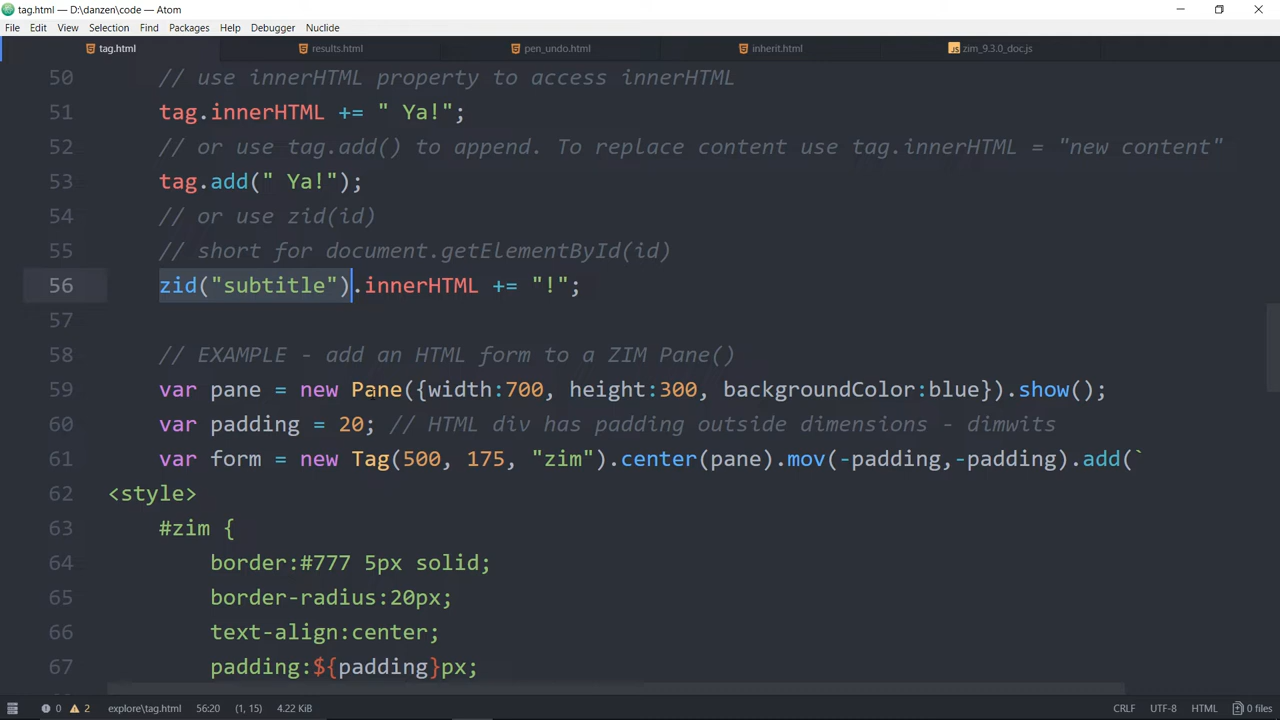 tag.html — D:\danzen\code — Atom
File Edit View Selection Find Packages Help Debugger Nuclide
tag.html results.html pen_undo.html inherit.html zim_9.3.0_doc.js
50 // use innerHTML property to access innerHTML
51 tag.innerHTML += " Ya!";
52 // or use tag.add() to append. To replace content use tag.innerHTML = "new content"
53 tag.add(" Ya!");
54 // or use zid(id)
55 // short for document.getElementById(id)
56 zid("subtitle").innerHTML += "!";
57
58 // EXAMPLE - add an HTML form to a ZIM Pane()
59 var pane = new Pane({width:700, height:300, backgroundColor:blue}).show();
60 var padding = 20; // HTML div has padding outside dimensions - dimwits
61 var form = new Tag(500, 175, "zim").center(pane).mov(-padding,-padding).add(`
62 <style>
63 #zim {
64 border:#777 5px solid;
65 border-radius:20px;
66 text-align:center;
67 padding:${padding}px;
0 2 explore\tag.html 56:20 (1, 15) 4.22 KiB CRLF UTF-8 HTML 0 files